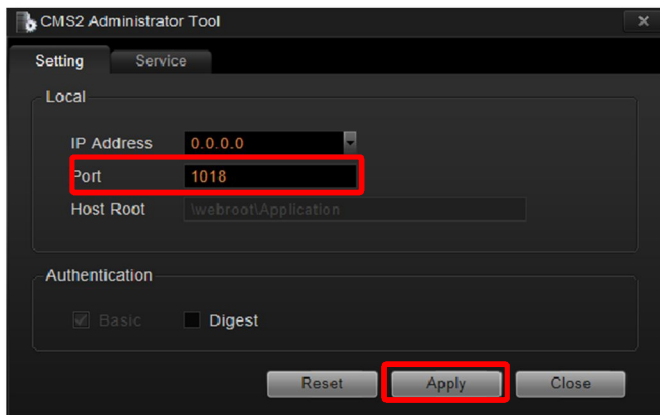 CMS2 Administrator Tool
Setting Service
Local
IP Address 0.0.0.0
Port 1018
Host Root \webroot\Application
Authentication
Basic Digest
Reset Apply Close